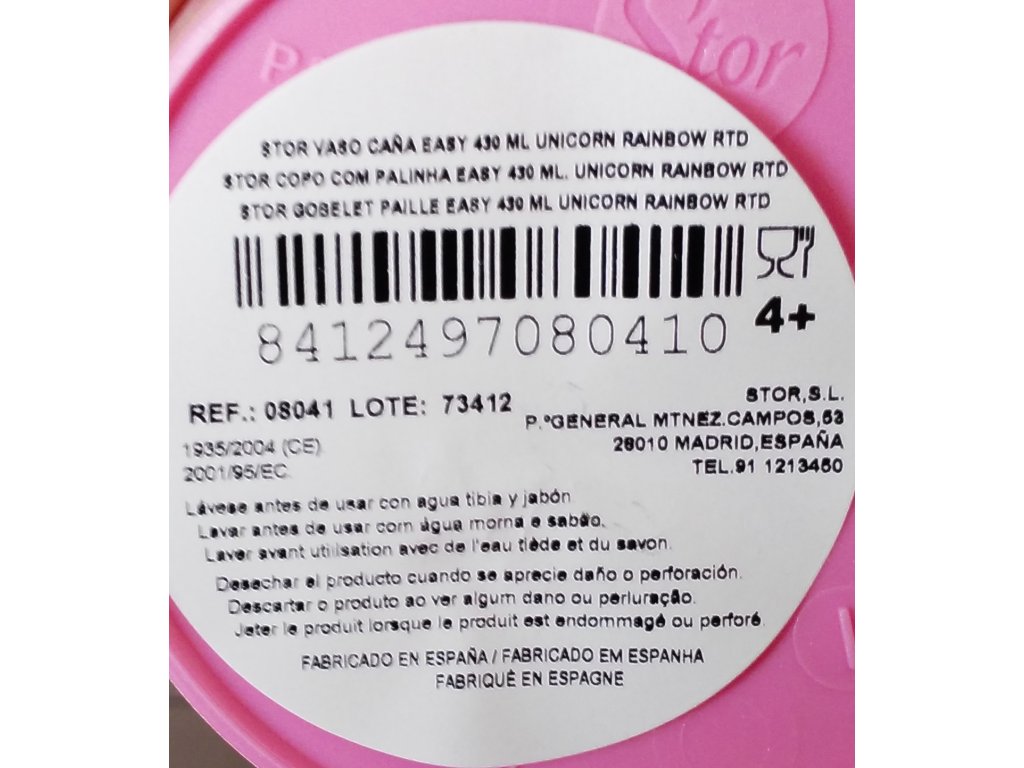 Stor
STOR VASO CAÑA EASY 430 ML UNICORN RAINBOW RTD
STOR COPO COM PALINHA EASY 430 ML. UNICORN RAINBOW RTD
STOR GOBELET PAILLE EASY 430 ML UNICORN RAINBOW RTD
8412497080410
4+
REF.: 08041 LOTE: 73412
STOR,S.L.
P.ºGENERAL MTNEZ.CAMPOS,53
28010 MADRID,ESPAÑA
TEL.91 1213460
1935/2004 (CE)
2001/95/EC
Lávese antes de usar con agua tibia y jabón
Lavar antes de usar com água morna e sabão.
Laver avant utilisation avec de l'eau tiède et du savon.
Desechar el producto cuando se aprecie daño o perforación.
Descartar o produto ao ver algum dano ou perfuração.
Jeter le produit lorsque le produit est endommagé ou perforé.
FABRICADO EN ESPAÑA / FABRICADO EM ESPANHA
FABRIQUÉ EN ESPAGNE